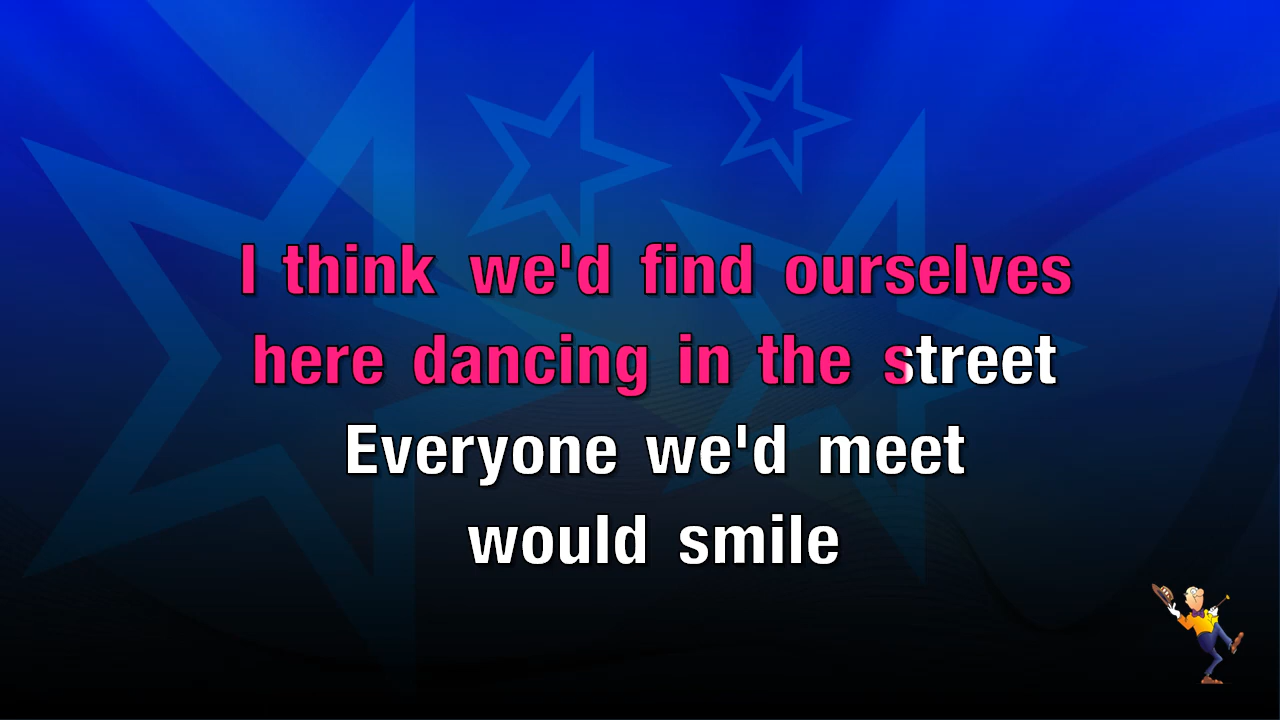 I think we'd find ourselves
here dancing in the street
Everyone we'd meet
would smile